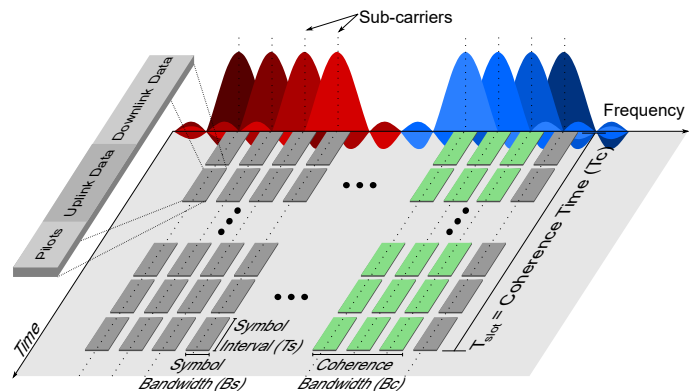 Sub-carriers
Frequency
Downlink Data
Uplink Data
Pilots
Time
T_slot = Coherence Time (Tc)
Symbol
Interval (Ts)
Symbol
Bandwidth (Bs)
Coherence
Bandwidth (Bc)